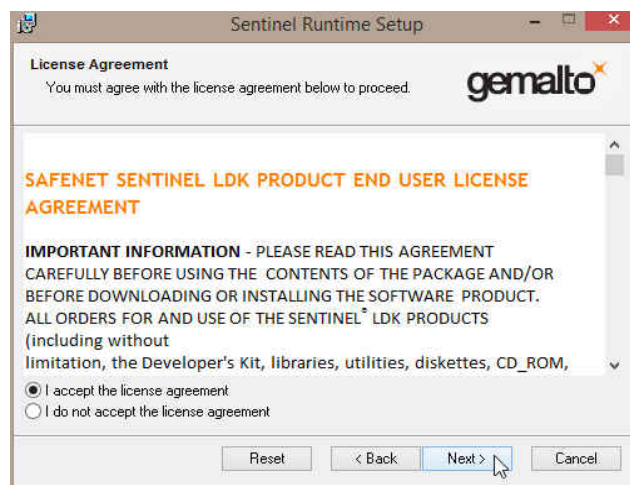 Sentinel Runtime Setup
License Agreement
You must agree with the license agreement below to proceed.
gemalto
SAFENET SENTINEL LDK PRODUCT END USER LICENSE
AGREEMENT
IMPORTANT INFORMATION - PLEASE READ THIS AGREEMENT
CAREFULLY BEFORE USING THE CONTENTS OF THE PACKAGE AND/OR
BEFORE DOWNLOADING OR INSTALLING THE SOFTWARE PRODUCT.
ALL ORDERS FOR AND USE OF THE SENTINEL® LDK PRODUCTS
(including without
limitation, the Developer's Kit, libraries, utilities, diskettes, CD_ROM,
I accept the license agreement
I do not accept the license agreement
Reset
< Back
Next >
Cancel